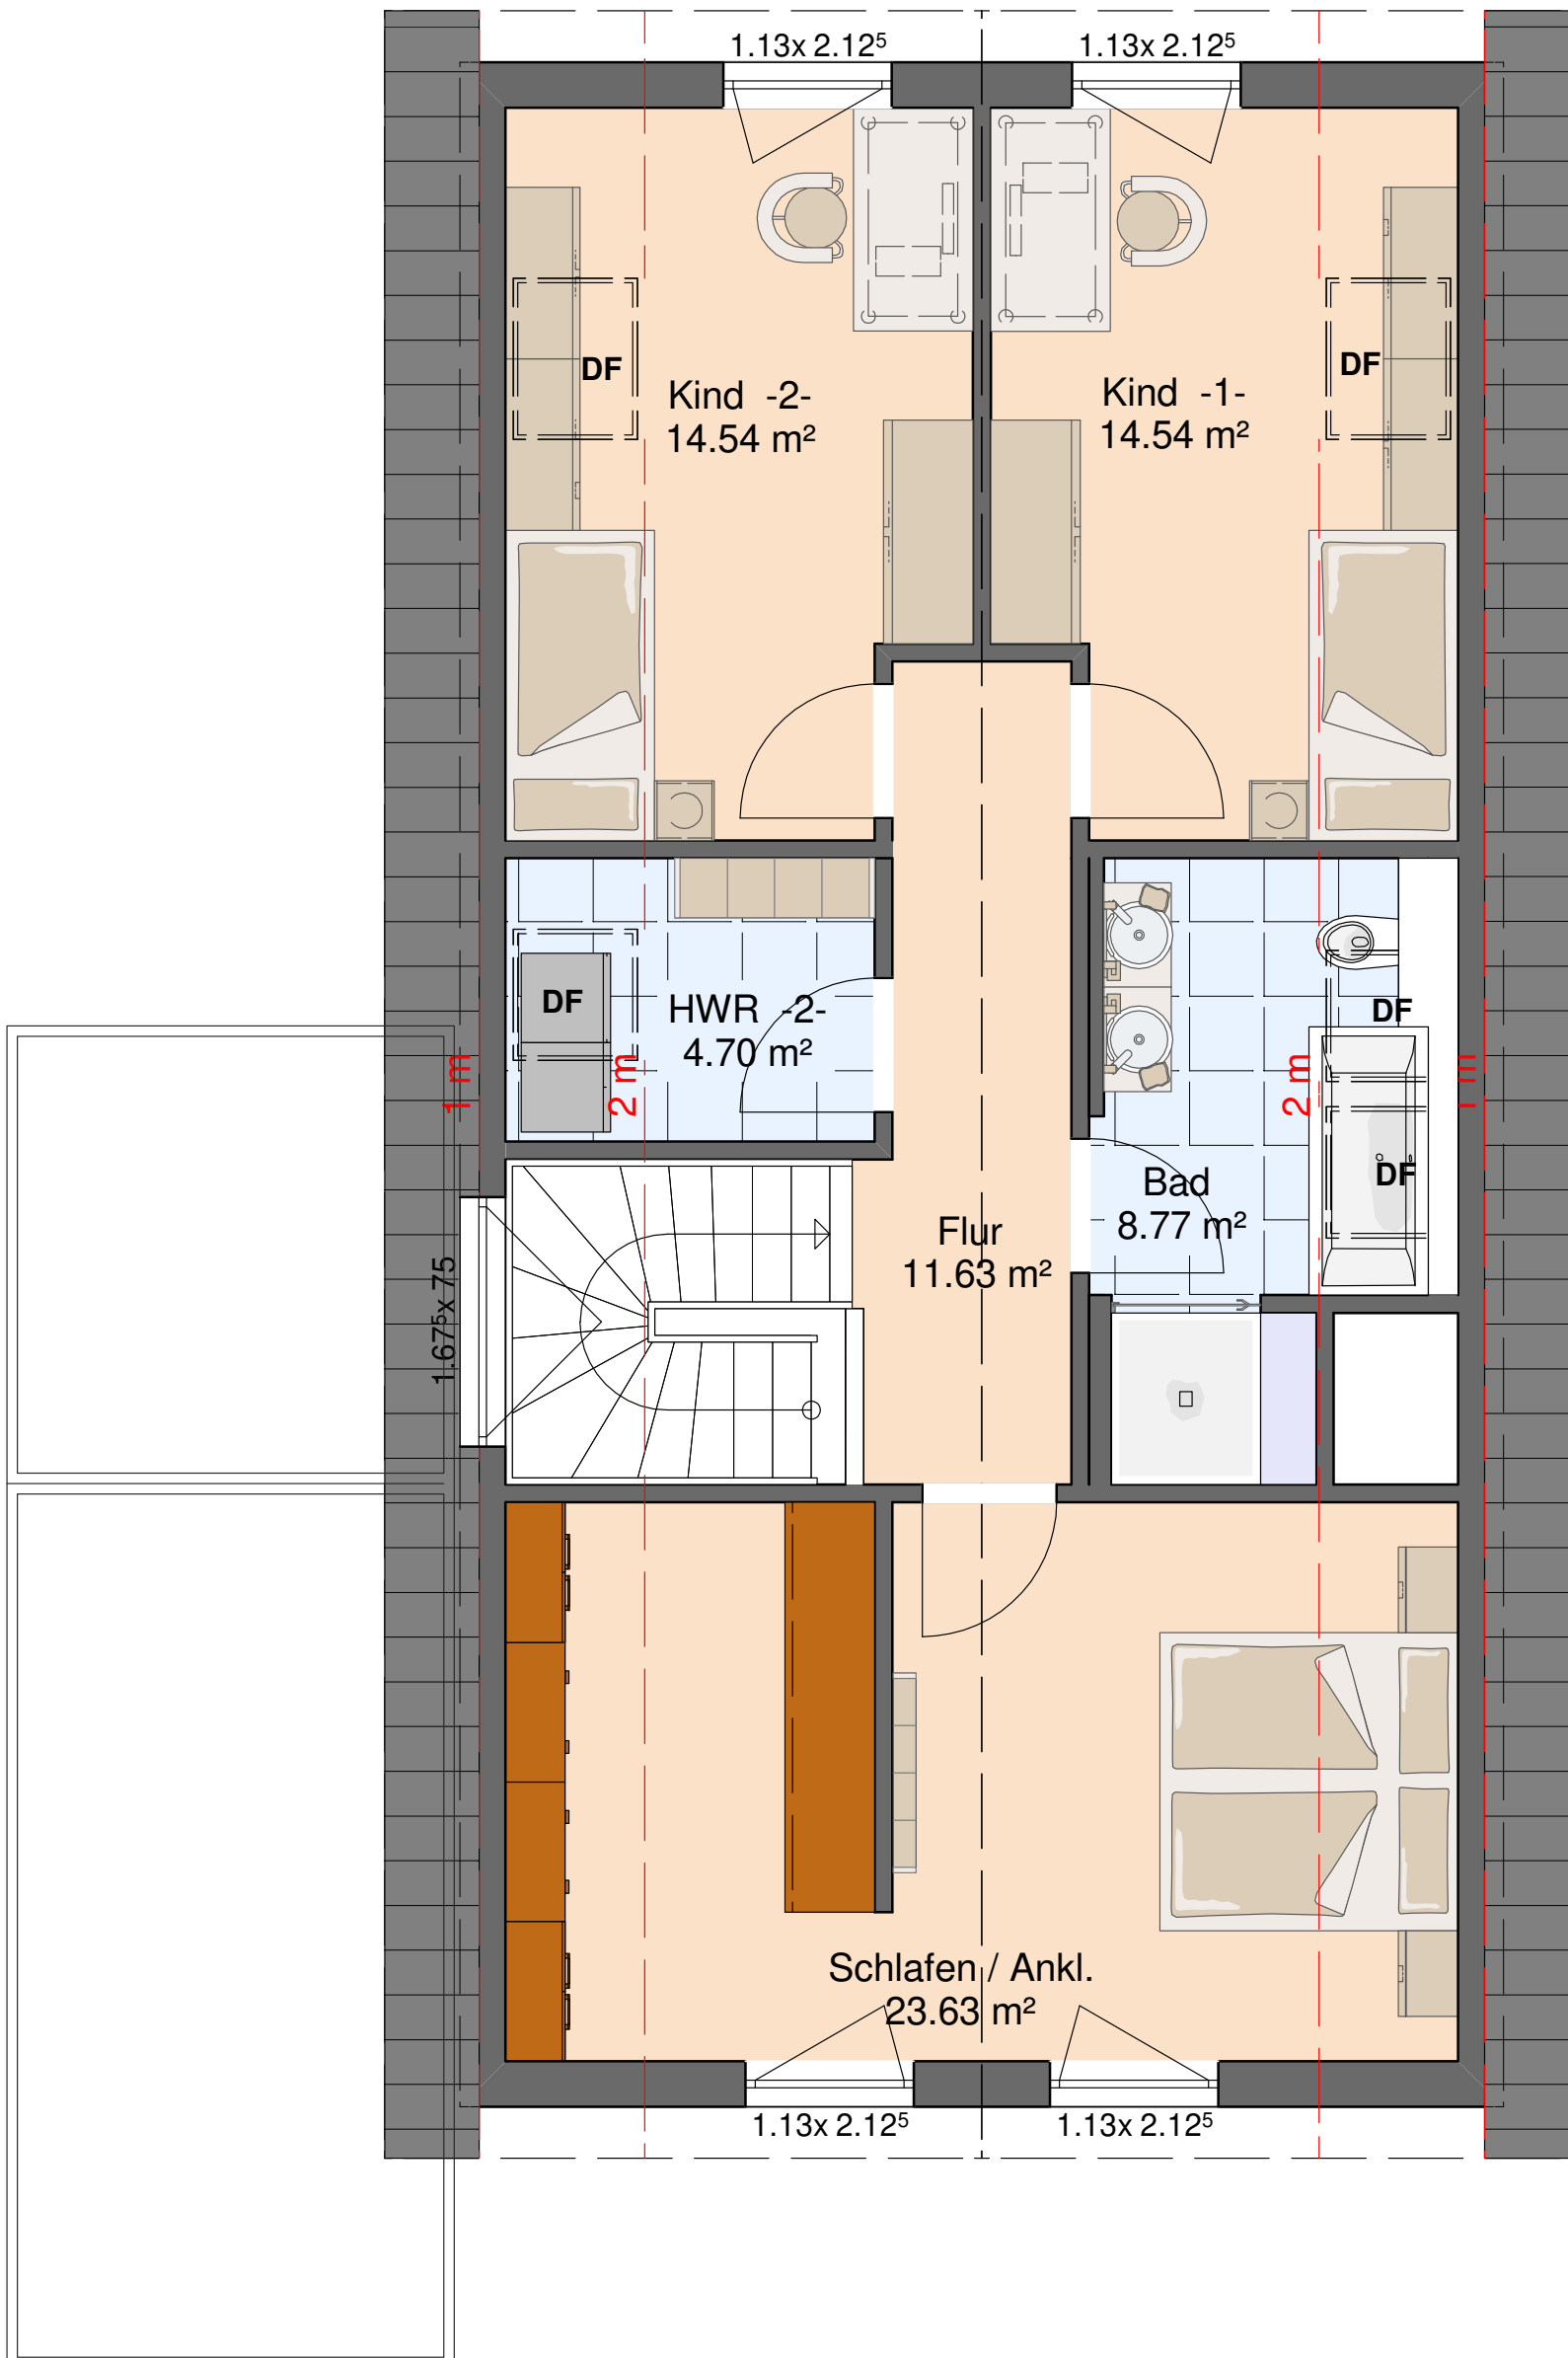 1.13x 2.12⁵
1.13x 2.12⁵
DF
DF
Kind -2-
14.54 m²
Kind -1-
14.54 m²
DF
HWR -2-
4.70 m²
DF
1 m
2 m
2 m
1 m
DF
Bad
8.77 m²
Flur
11.63 m²
1.67⁵x 75
Schlafen / Ankl.
23.63 m²
1.13x 2.12⁵
1.13x 2.12⁵